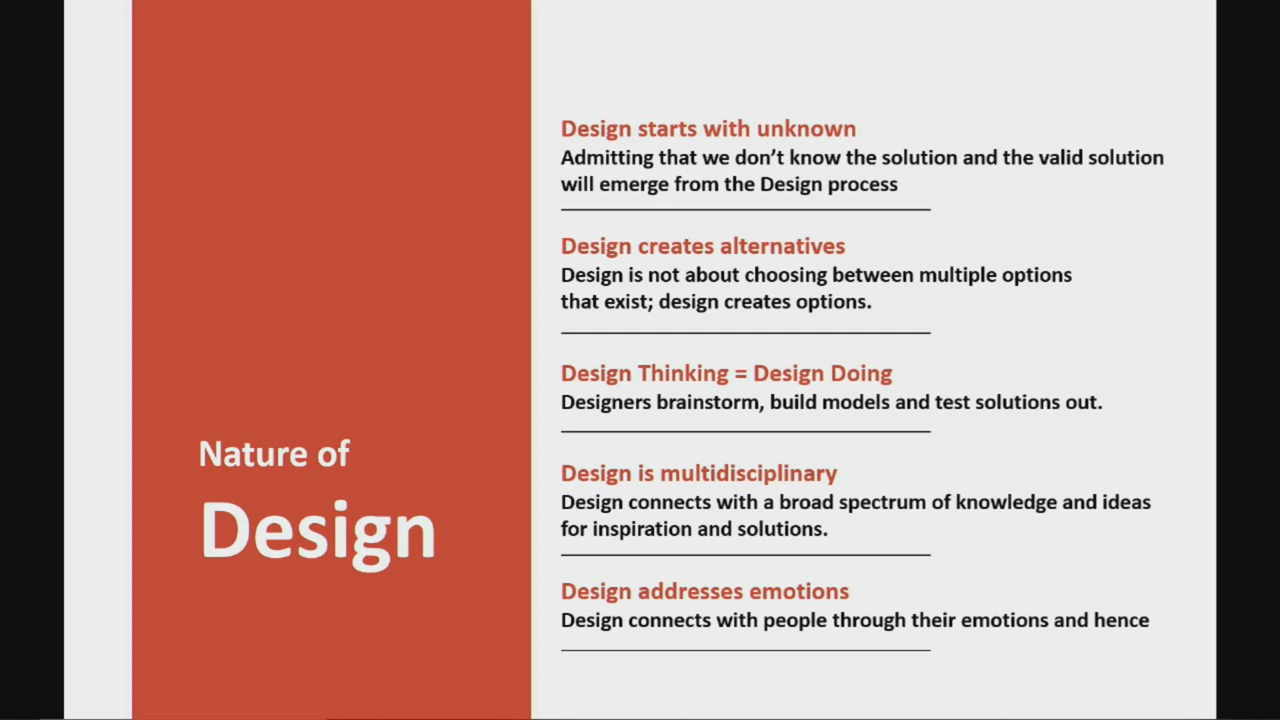 Nature of
Design
Design starts with unknown
Admitting that we don’t know the solution and the valid solution
will emerge from the Design process
Design creates alternatives
Design is not about choosing between multiple options
that exist; design creates options.
Design Thinking = Design Doing
Designers brainstorm, build models and test solutions out.
Design is multidisciplinary
Design connects with a broad spectrum of knowledge and ideas
for inspiration and solutions.
Design addresses emotions
Design connects with people through their emotions and hence